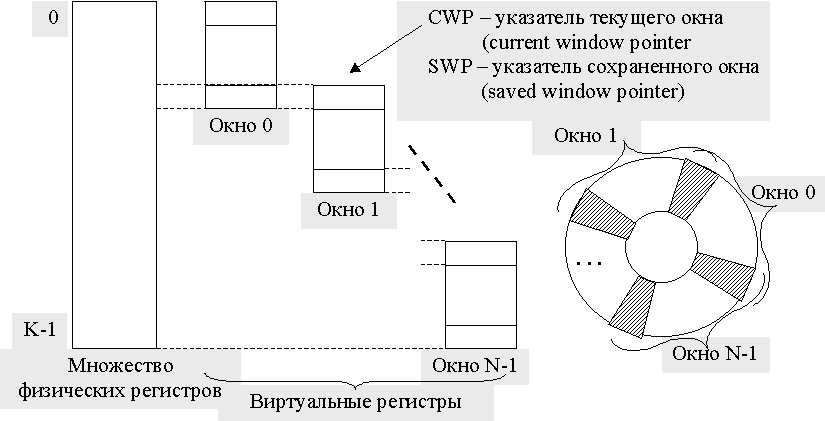 0
CWP – указатель текущего окна
(current window pointer
SWP – указатель сохраненного окна
(saved window pointer)
Окно 0
Окно 1
Окно 1
Окно 0
...
K-1
Окно N-1
Окно N-1
Множество
физических регистров
Виртуальные регистры